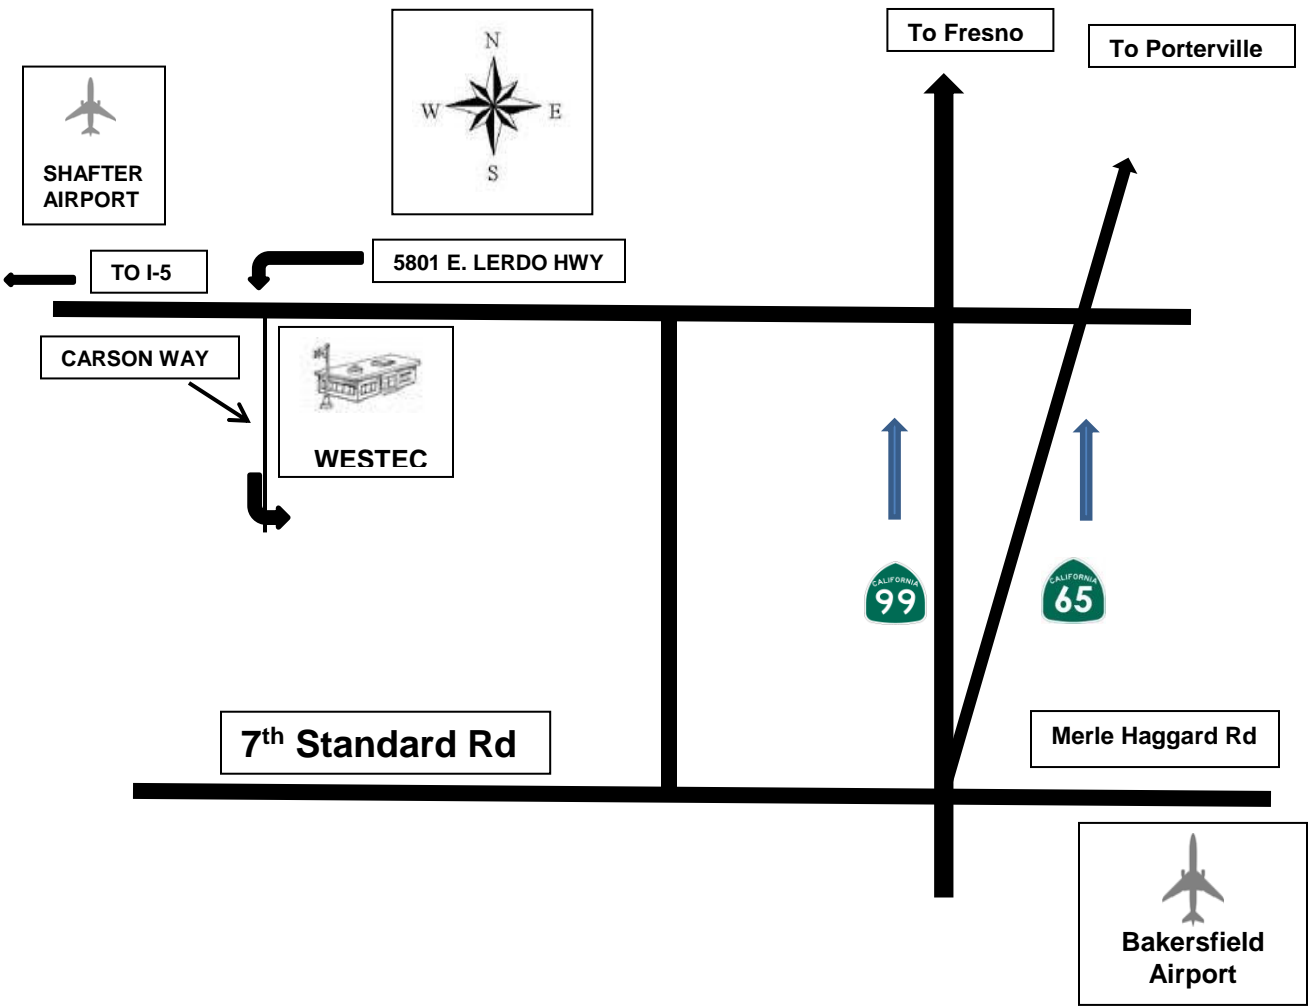 To Fresno
To Porterville
N
W
E
S
SHAFTER
AIRPORT
TO I-5
5801 E. LERDO HWY
CARSON WAY
WESTEC
CALIFORNIA
99
CALIFORNIA
65
7th Standard Rd
Merle Haggard Rd
Bakersfield
Airport